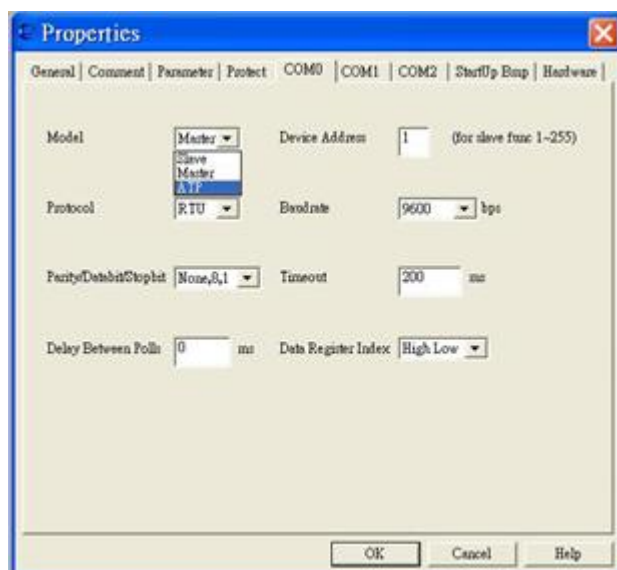 Properties
General Comment Parameter Protect COM0 COM1 COM2 StartUp Bmp Hardware
Model Master Device Address 1 (for slave func 1~255)
Slave
Master
ATP
Protocol RTU Baudrate 9600 bps
Parity/Databit/Stopbit None,8,1 Timeout 200 ms
Delay Between Polls 0 ms Data Register Index High Low
OK Cancel Help